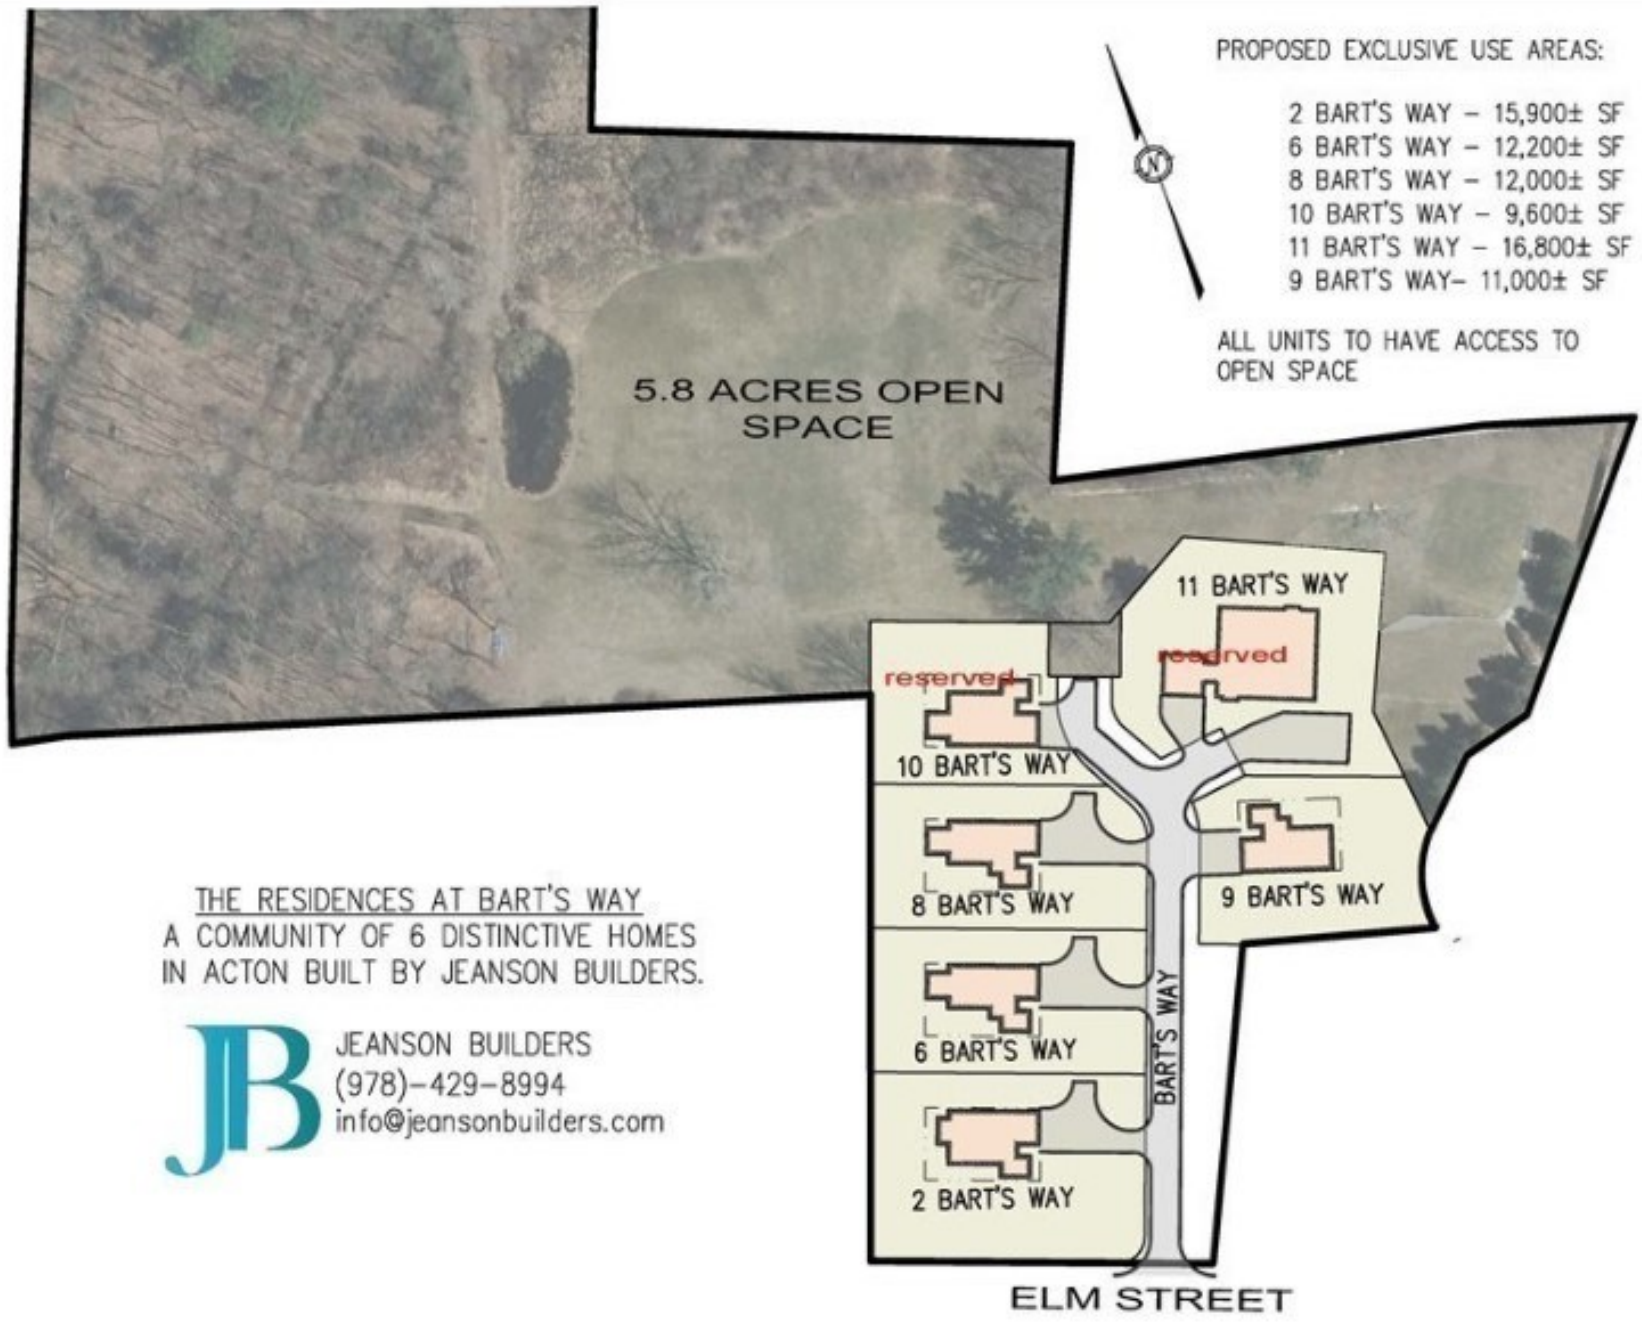 PROPOSED EXCLUSIVE USE AREAS:
2 BART'S WAY – 15,900± SF
6 BART'S WAY – 12,200± SF
8 BART'S WAY – 12,000± SF
10 BART'S WAY – 9,600± SF
11 BART'S WAY – 16,800± SF
9 BART'S WAY– 11,000± SF
ALL UNITS TO HAVE ACCESS TO
OPEN SPACE
N
5.8 ACRES OPEN
SPACE
11 BART'S WAY
reserved
reserved
10 BART'S WAY
8 BART'S WAY
9 BART'S WAY
6 BART'S WAY
BART'S WAY
2 BART'S WAY
ELM STREET
THE RESIDENCES AT BART'S WAY
A COMMUNITY OF 6 DISTINCTIVE HOMES
IN ACTON BUILT BY JEANSON BUILDERS.
JB
JEANSON BUILDERS
(978)–429–8994
info@jeansonbuilders.com